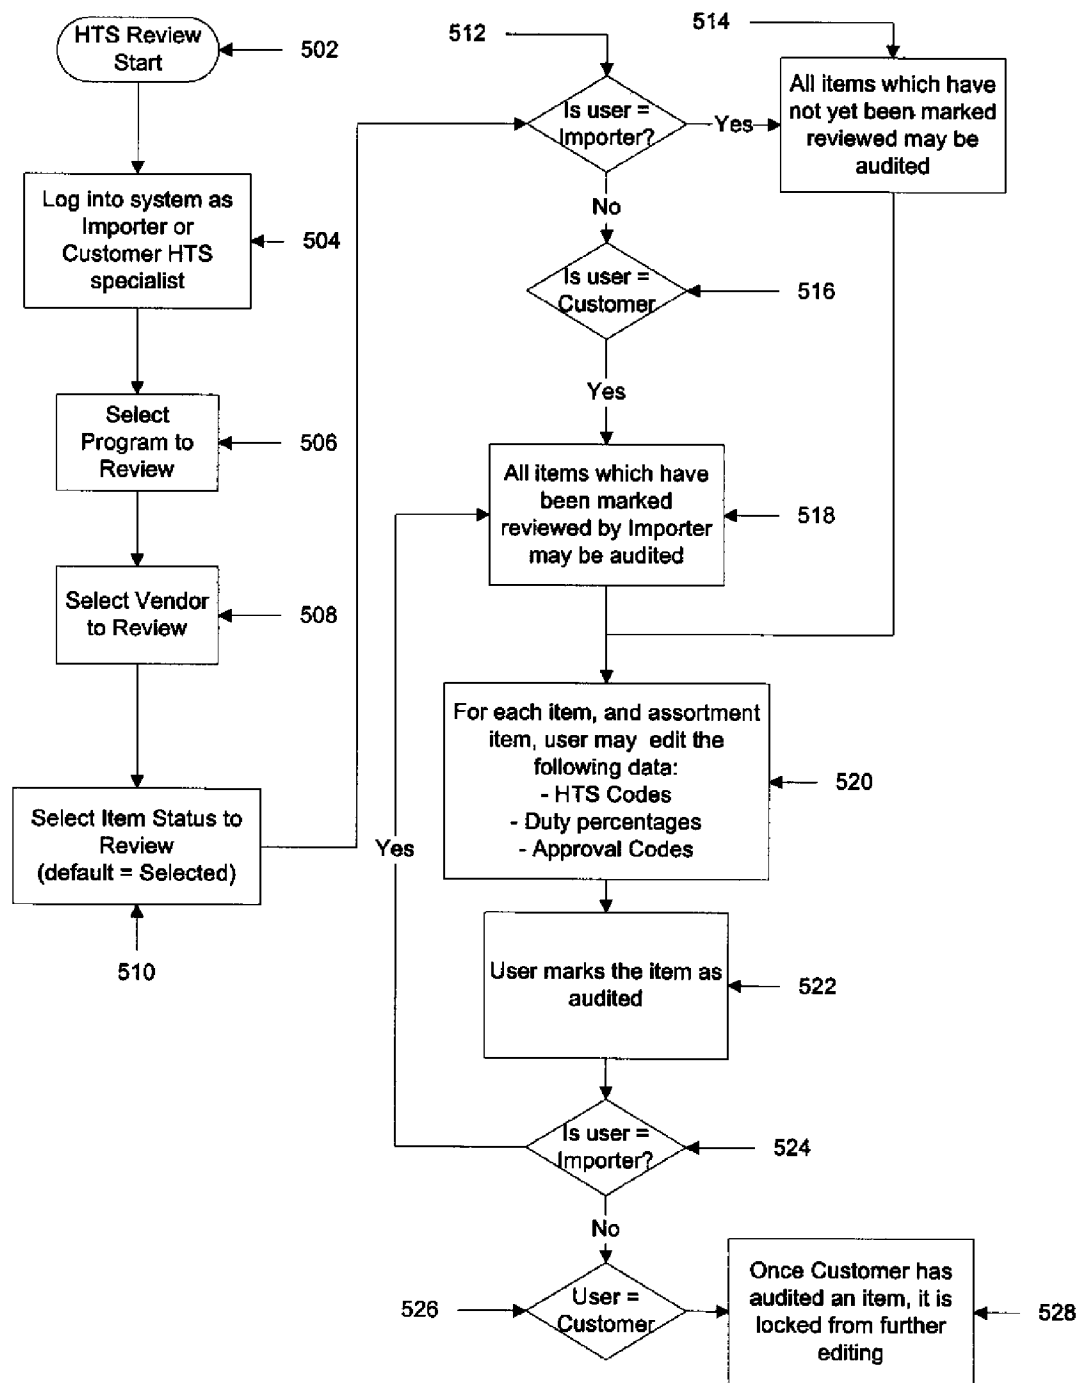 HTS Review
Start
502
Log into system as
Importer or
Customer HTS
specialist
504
Select
Program to
Review
506
Select Vendor
to Review
508
Select Item Status to
Review
(default = Selected)
510
512
Is user =
Importer?
Yes
514
All items which have
not yet been marked
reviewed may be
audited
No
Is user =
Customer
516
Yes
All items which have
been marked
reviewed by Importer
may be audited
518
For each item, and assortment
item, user may edit the
following data:
- HTS Codes
- Duty percentages
- Approval Codes
520
Yes
User marks the item as
audited
522
Is user =
Importer?
524
No
526
User =
Customer
Once Customer has
audited an item, it is
locked from further
editing
528